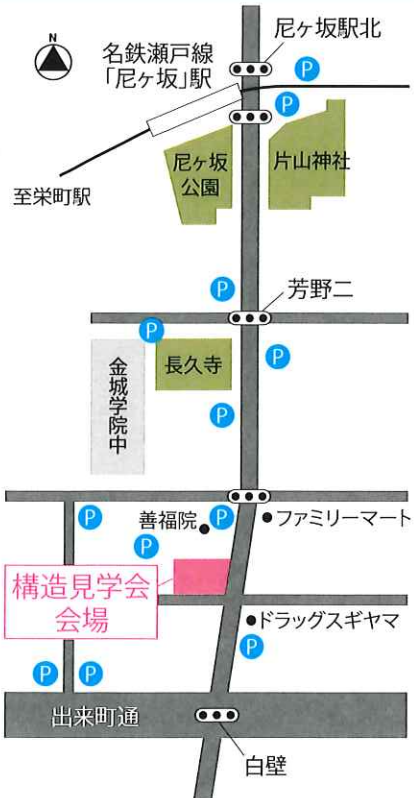 N
尼ヶ坂駅北
名鉄瀬戸線
「尼ヶ坂」駅
P
P
尼ヶ坂
公園
片山神社
至栄町駅
P
芳野二
P
P
長久寺
金城学院中
P
P
善福院
P
ファミリーマート
P
構造見学会
会場
ドラッグスギヤマ
P
P
P
出来町通
白壁